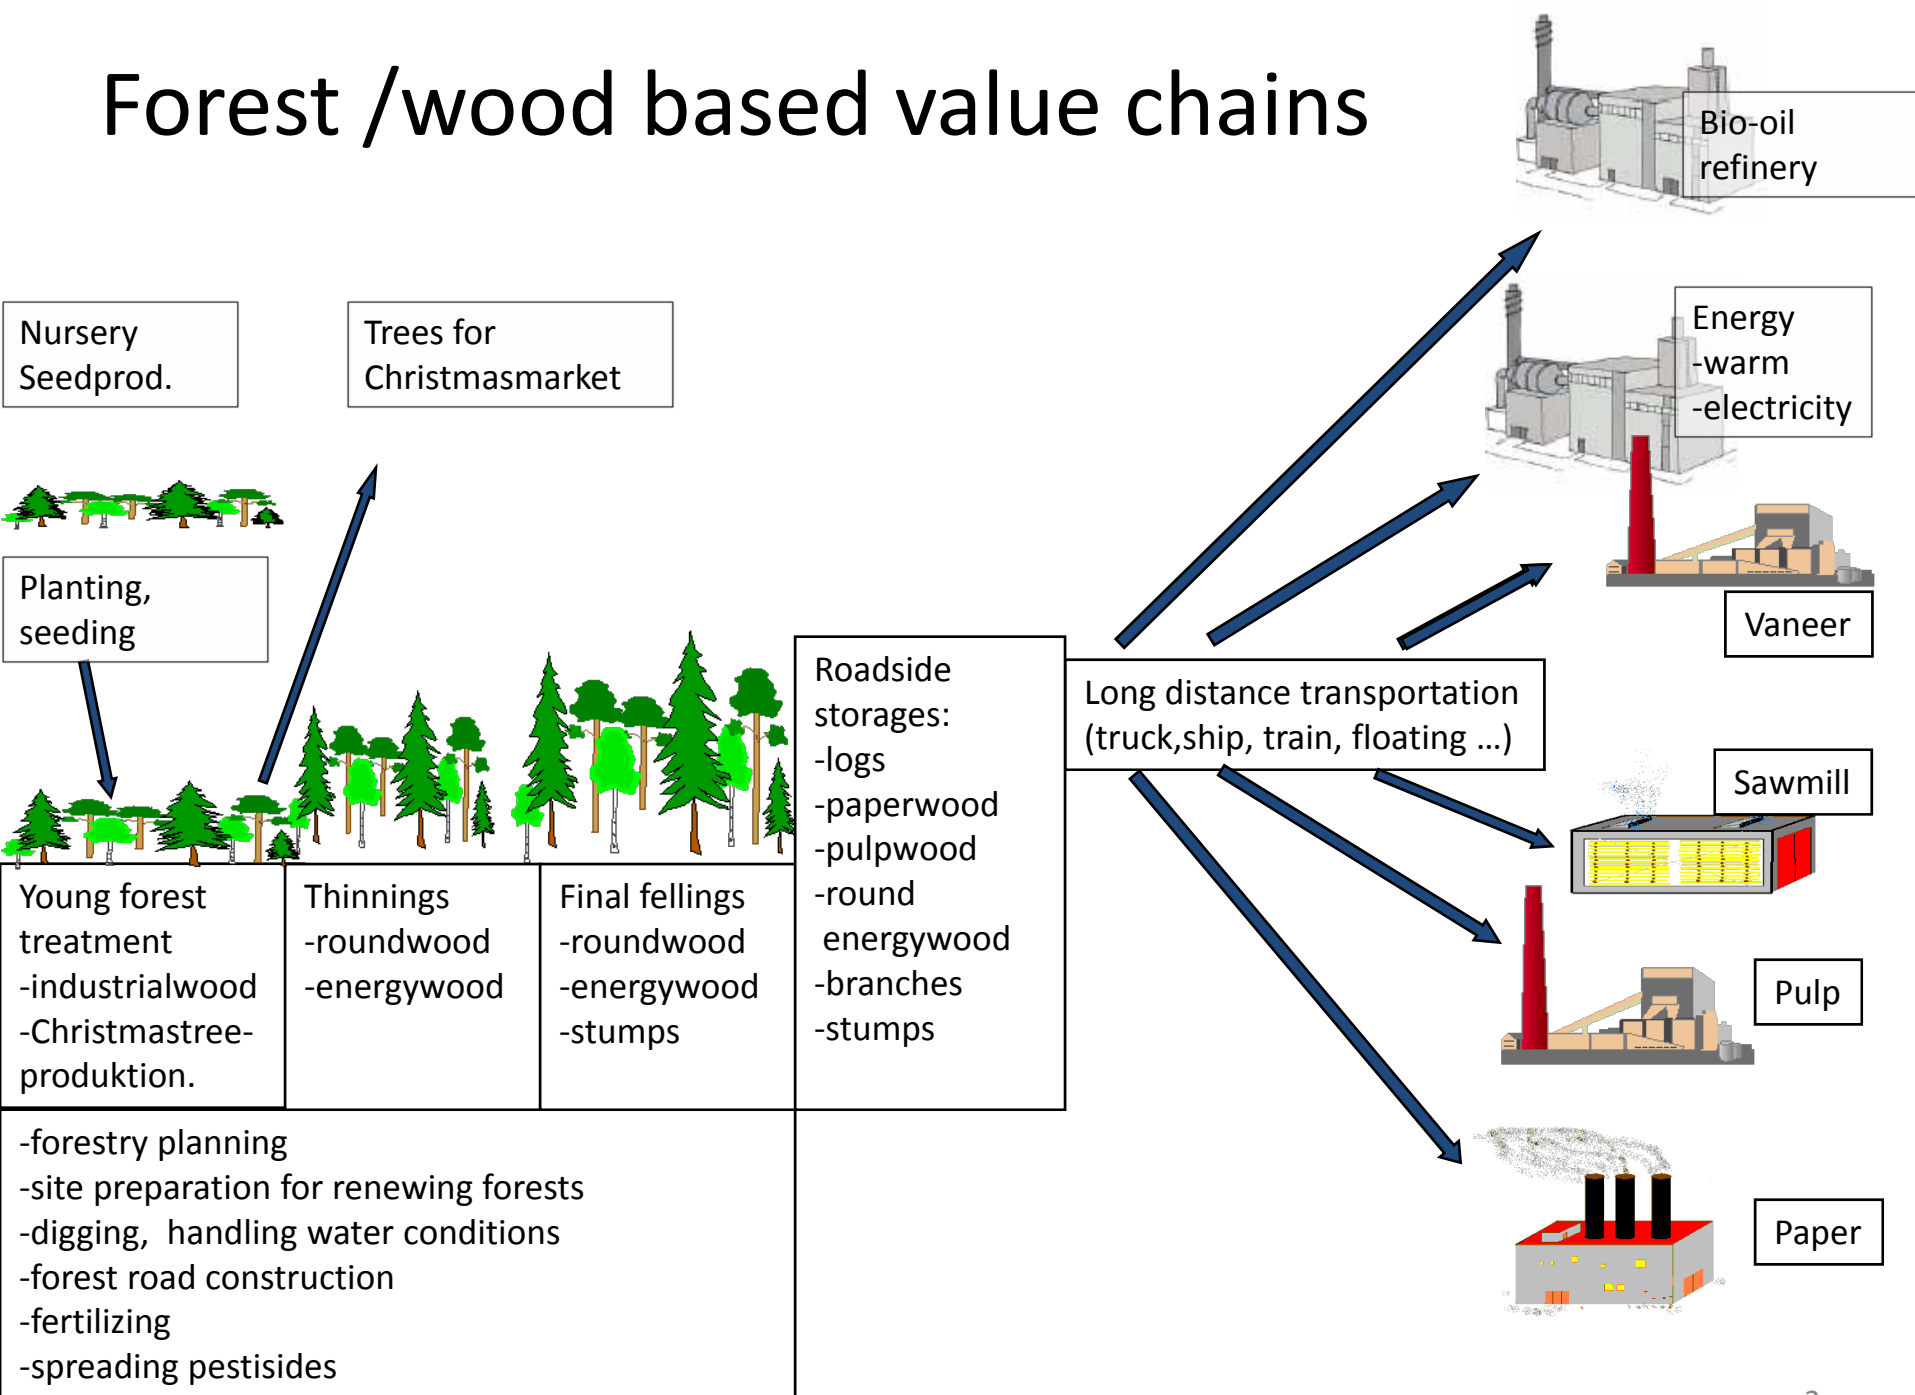 Forest /wood based value chains
Bio-oil
refinery
Nursery
Seedprod.
Trees for
Christmasmarket
Energy
-warm
-electricity
Planting,
seeding
Vaneer
Roadside
storages:
-logs
-paperwood
-pulpwood
-round
energywood
-branches
-stumps
Long distance transportation
(truck,ship, train, floating ...)
Sawmill
Young forest
treatment
-industrialwood
-Christmastree-
produktion.
Thinnings
-roundwood
-energywood
Final fellings
-roundwood
-energywood
-stumps
Pulp
Paper
-forestry planning
-site preparation for renewing forests
-digging,  handling water conditions
-forest road construction
-fertilizing
-spreading pestisides